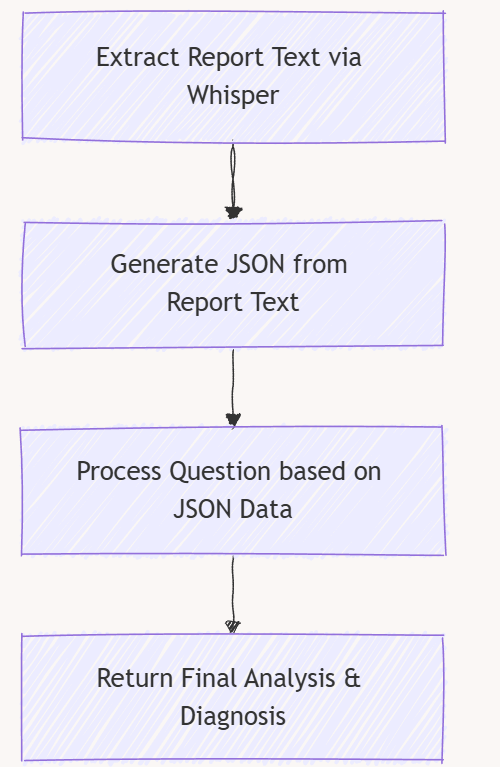 Extract Report Text via
Whisper
Generate JSON from
Report Text
Process Question based on
JSON Data
Return Final Analysis &
Diagnosis